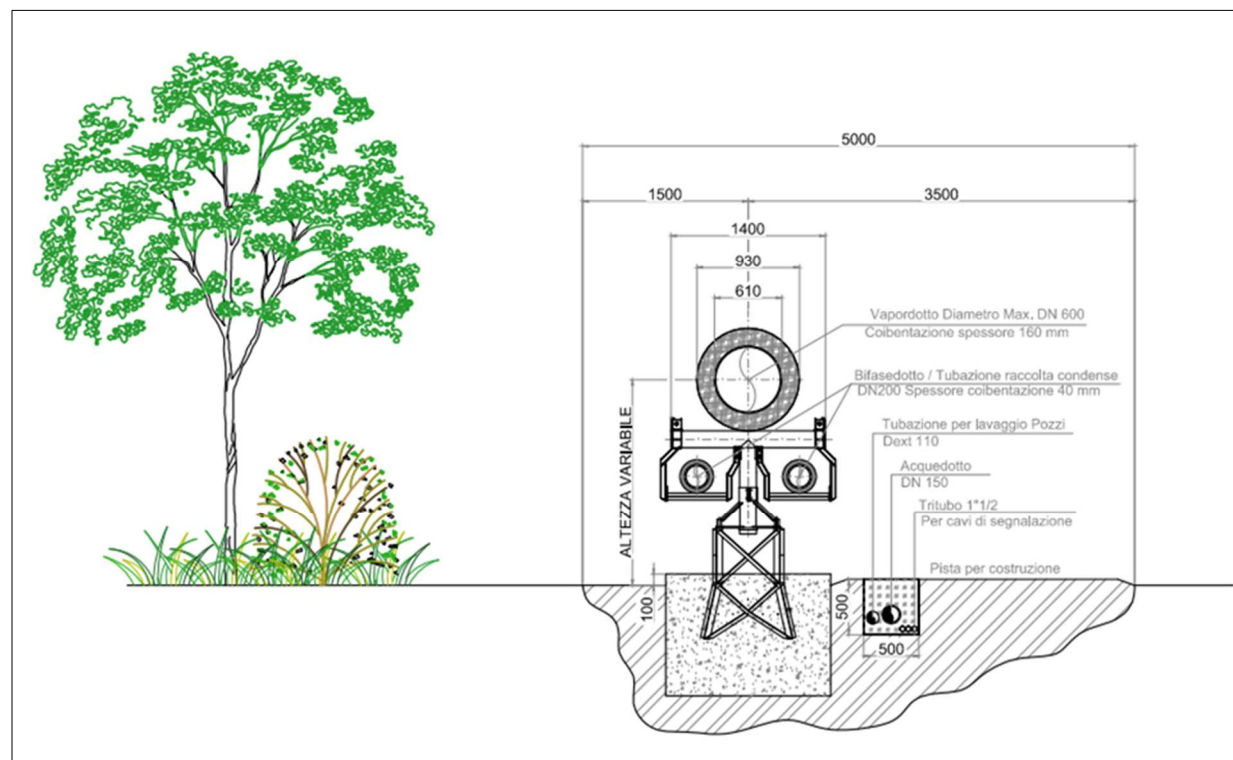 5000
1500
3500
1400
930
610
Vapordotto Diametro Max. DN 600
Coibentazione spessore 160 mm
Bifasedotto / Tubazione raccolta condense
DN200 Spessore coibentazione 40 mm
Tubazione per lavaggio Pozzi
Dext 110
Acquedotto
DN 150
Tritubo 1"1/2
Per cavi di segnalazione
Pista per costruzione
ALTEZZA VARIABILE
100
500
500